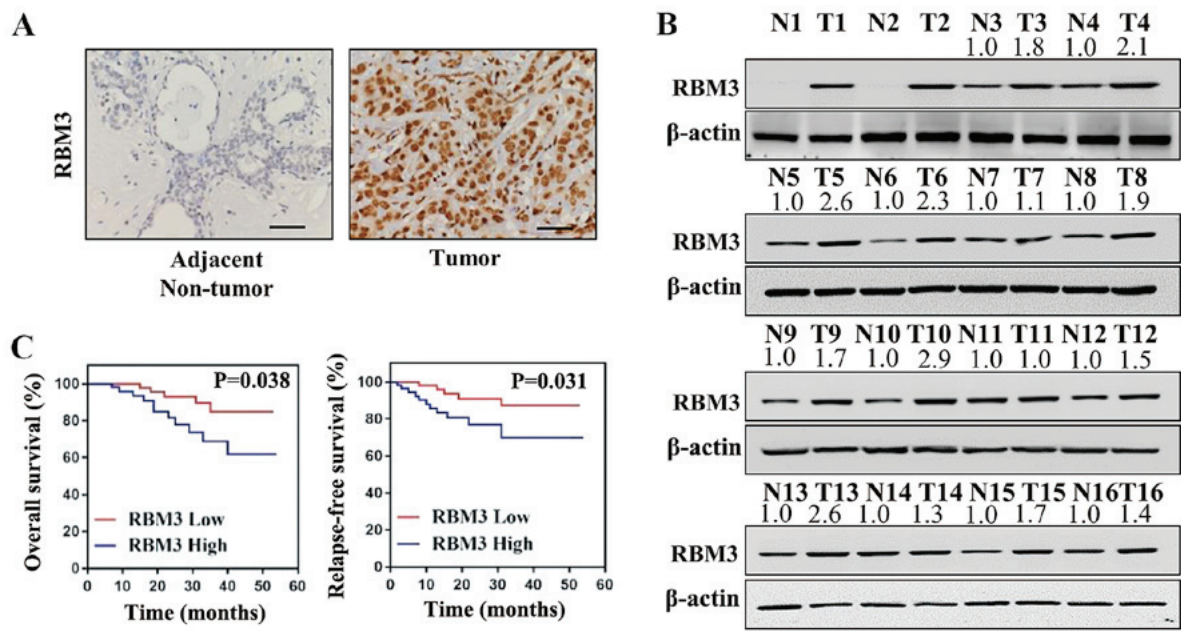 A
RBM3
Adjacent
Non-tumor
Tumor
B
N1 T1 N2 T2 N3 T3 N4 T4
1.0 1.8 1.0 2.1
RBM3
β-actin
N5 T5 N6 T6 N7 T7 N8 T8
1.0 2.6 1.0 2.3 1.0 1.1 1.0 1.9
RBM3
β-actin
N9 T9 N10 T10 N11 T11 N12 T12
1.0 1.7 1.0 2.9 1.0 1.0 1.0 1.5
RBM3
β-actin
N13 T13 N14 T14 N15 T15 N16 T16
1.0 2.6 1.0 1.3 1.0 1.7 1.0 1.4
RBM3
β-actin
C
Overall survival (%)
100
80
60
40
20
0
P=0.038
RBM3 Low
RBM3 High
0 10 20 30 40 50 60
Time (months)
Relapse-free survival (%)
100
80
60
40
20
0
P=0.031
RBM3 Low
RBM3 High
0 10 20 30 40 50 60
Time (months)